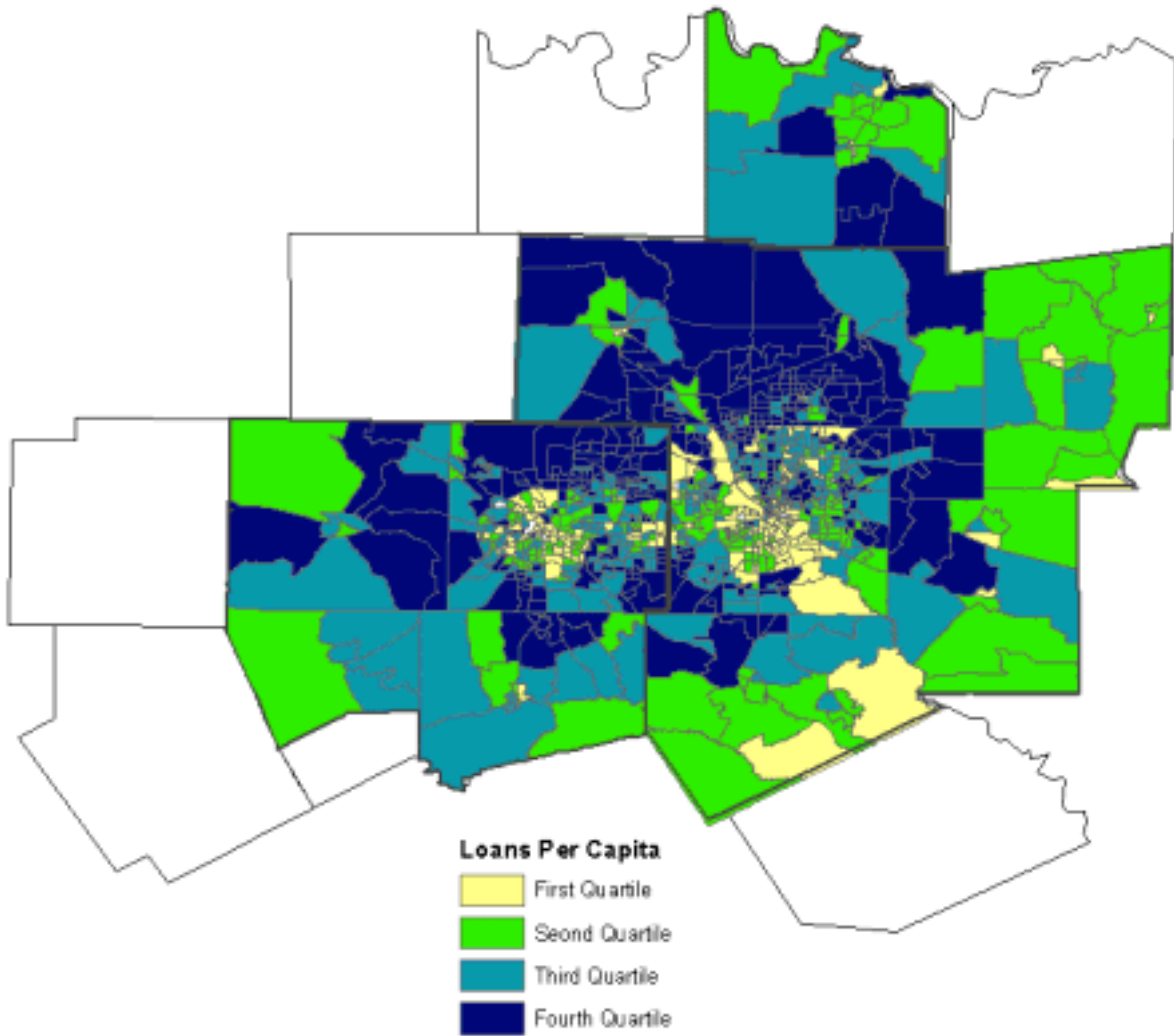 Loans Per Capita
First Quartile
Seond Quartile
Third Quartile
Fourth Quartile